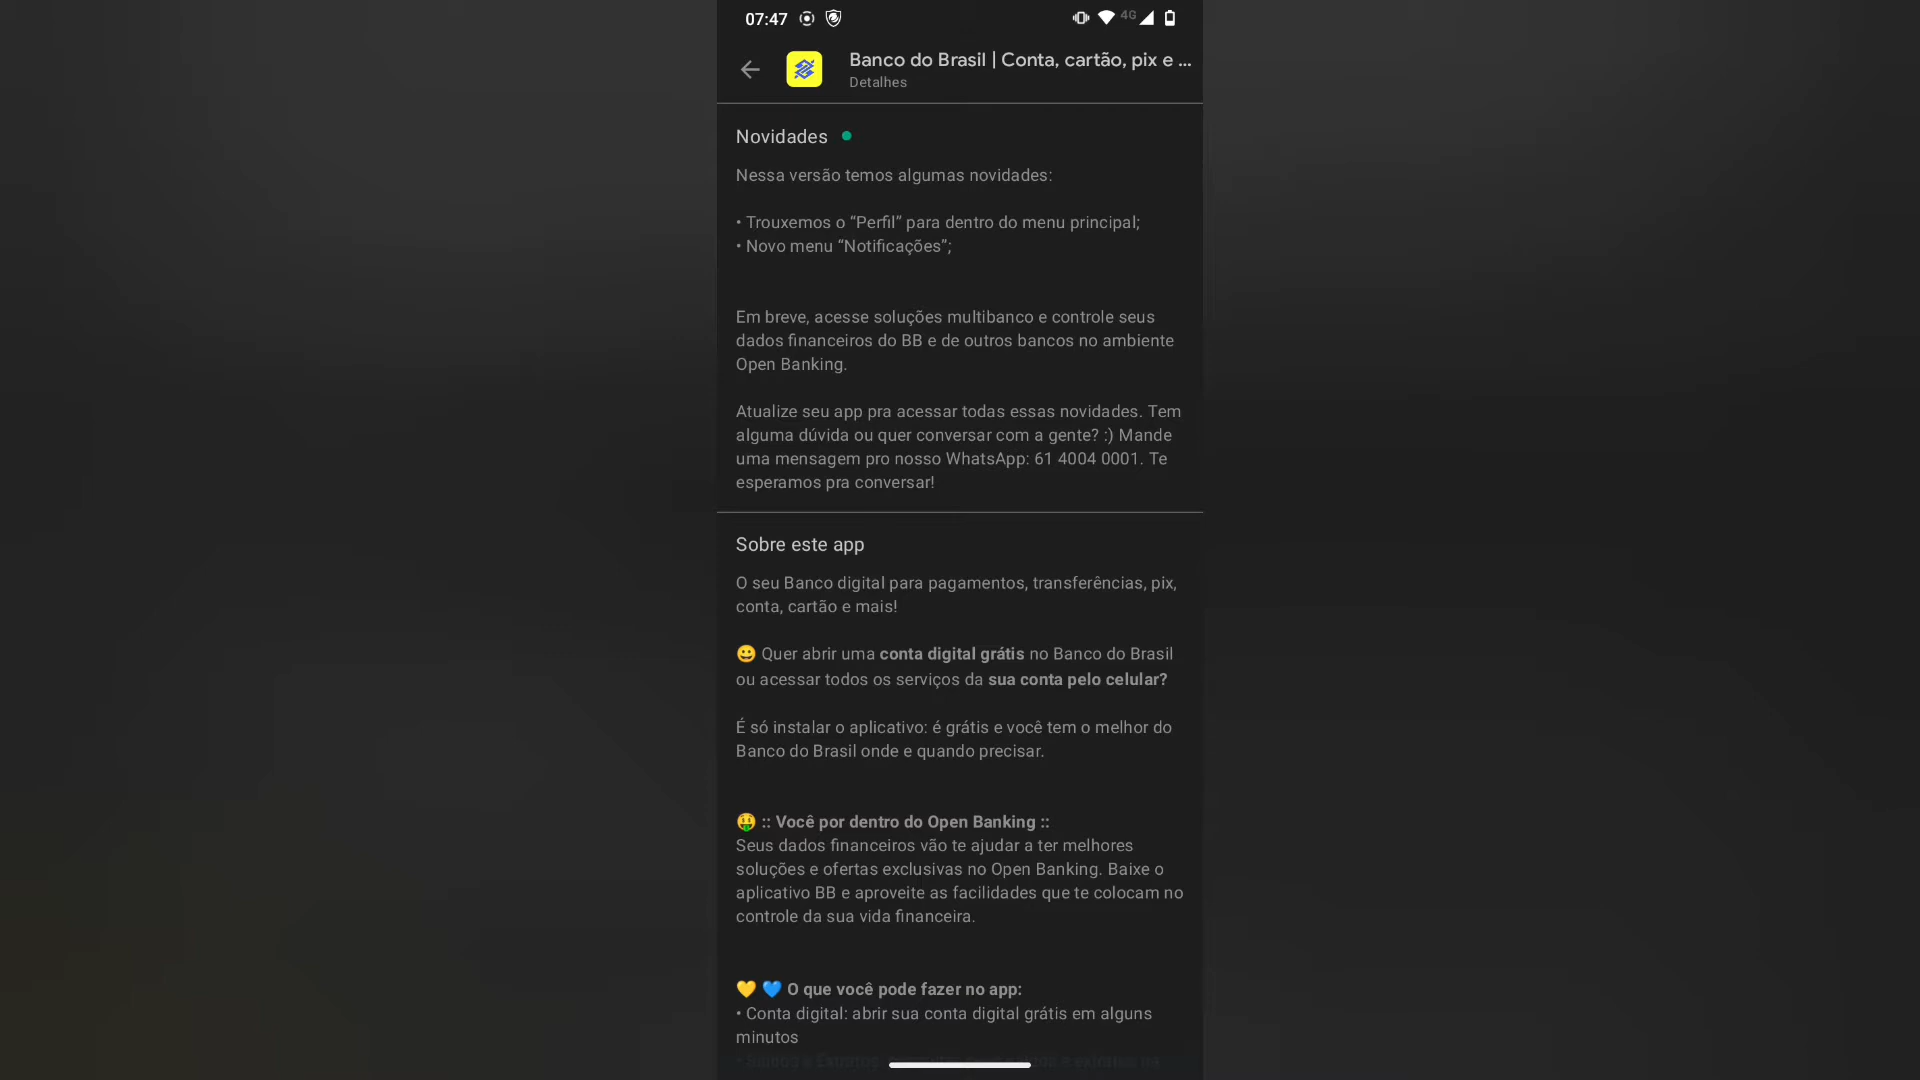 07:47
4G
Banco do Brasil | Conta, cartão, pix e ...
Detalhes
Novidades
Nessa versão temos algumas novidades:
• Trouxemos o “Perfil” para dentro do menu principal;
• Novo menu “Notificações”;
Em breve, acesse soluções multibanco e controle seus
dados financeiros do BB e de outros bancos no ambiente
Open Banking.
Atualize seu app pra acessar todas essas novidades. Tem
alguma dúvida ou quer conversar com a gente? :) Mande
uma mensagem pro nosso WhatsApp: 61 4004 0001. Te
esperamos pra conversar!
Sobre este app
O seu Banco digital para pagamentos, transferências, pix,
conta, cartão e mais!
😀 Quer abrir uma conta digital grátis no Banco do Brasil
ou acessar todos os serviços da sua conta pelo celular?
É só instalar o aplicativo: é grátis e você tem o melhor do
Banco do Brasil onde e quando precisar.
🤑 :: Você por dentro do Open Banking ::
Seus dados financeiros vão te ajudar a ter melhores
soluções e ofertas exclusivas no Open Banking. Baixe o
aplicativo BB e aproveite as facilidades que te colocam no
controle da sua vida financeira.
💛 💙 O que você pode fazer no app:
• Conta digital: abrir sua conta digital grátis em alguns
minutos